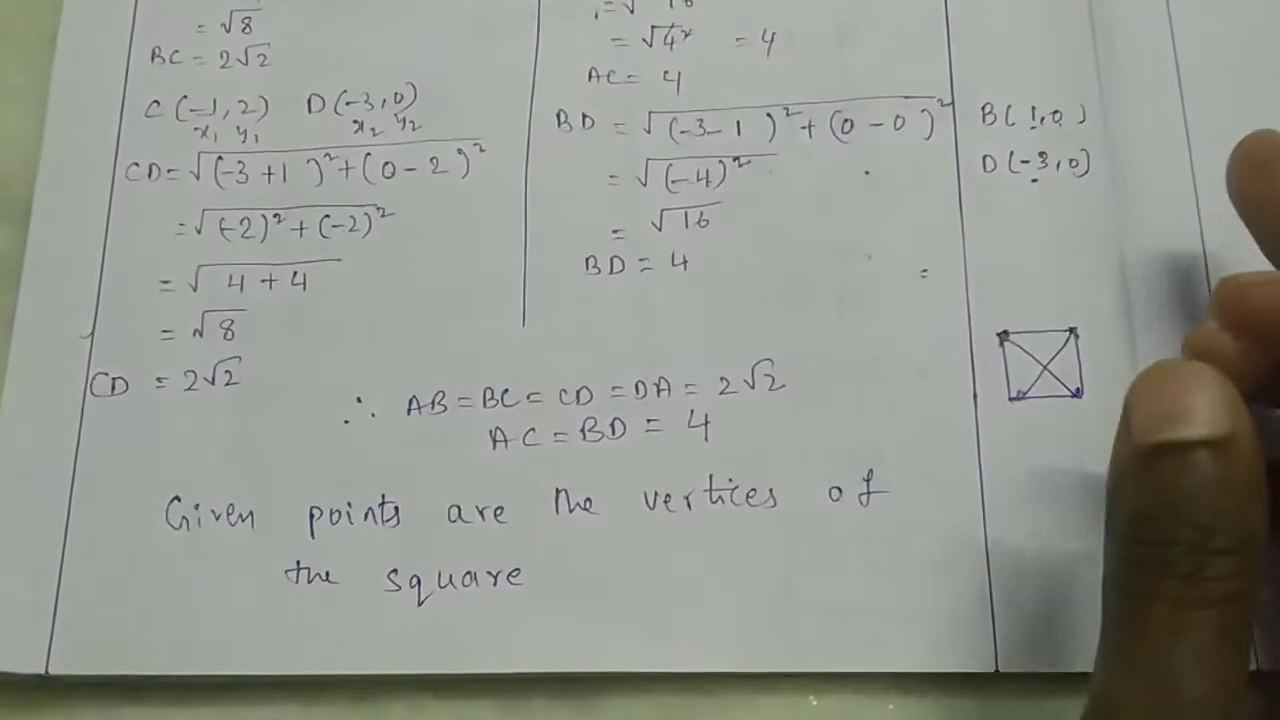 = √8
BC = 2√2
C (-1, 2) D(-3, 0)
x₁ y₁ x₂ y₂
CD = √(-3 + 1)² + (0 - 2)²
= √(-2)² + (-2)²
= √4 + 4
= √8
CD = 2√2
= √4² = 4
AC = 4
BD = √(-3 - 1)² + (0 - 0)²
= √(-4)²
= √16
BD = 4
B(1, 0)
D(-3, 0)
=
∴ AB = BC = CD = DA = 2√2
AC = BD = 4
Given points are the vertices of
the square